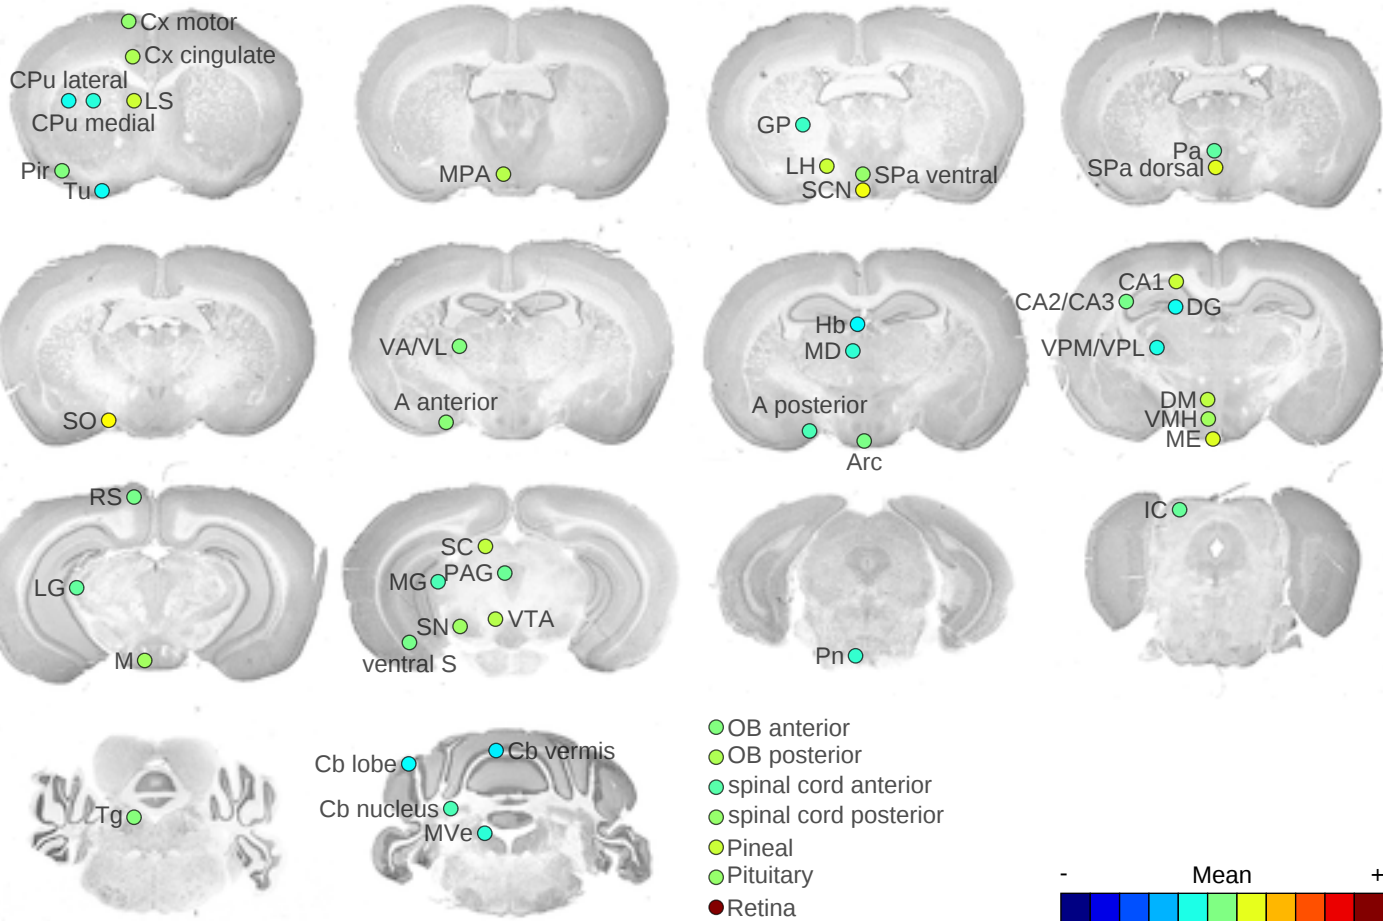 Cx motor
Cx cingulate
CPu lateral
LS
CPu medial
Pir
Tu
MPA
GP
LH
SPa ventral
SCN
Pa
SPa dorsal
SO
VA/VL
A anterior
Hb
MD
A posterior
Arc
CA1
CA2/CA3
DG
VPM/VPL
DM
VMH
ME
RS
LG
M
SC
MG
PAG
SN
VTA
ventral S
Pn
IC
Tg
Cb lobe
Cb vermis
Cb nucleus
MVe
OB anterior
OB posterior
spinal cord anterior
spinal cord posterior
Pineal
Pituitary
Retina
- Mean +